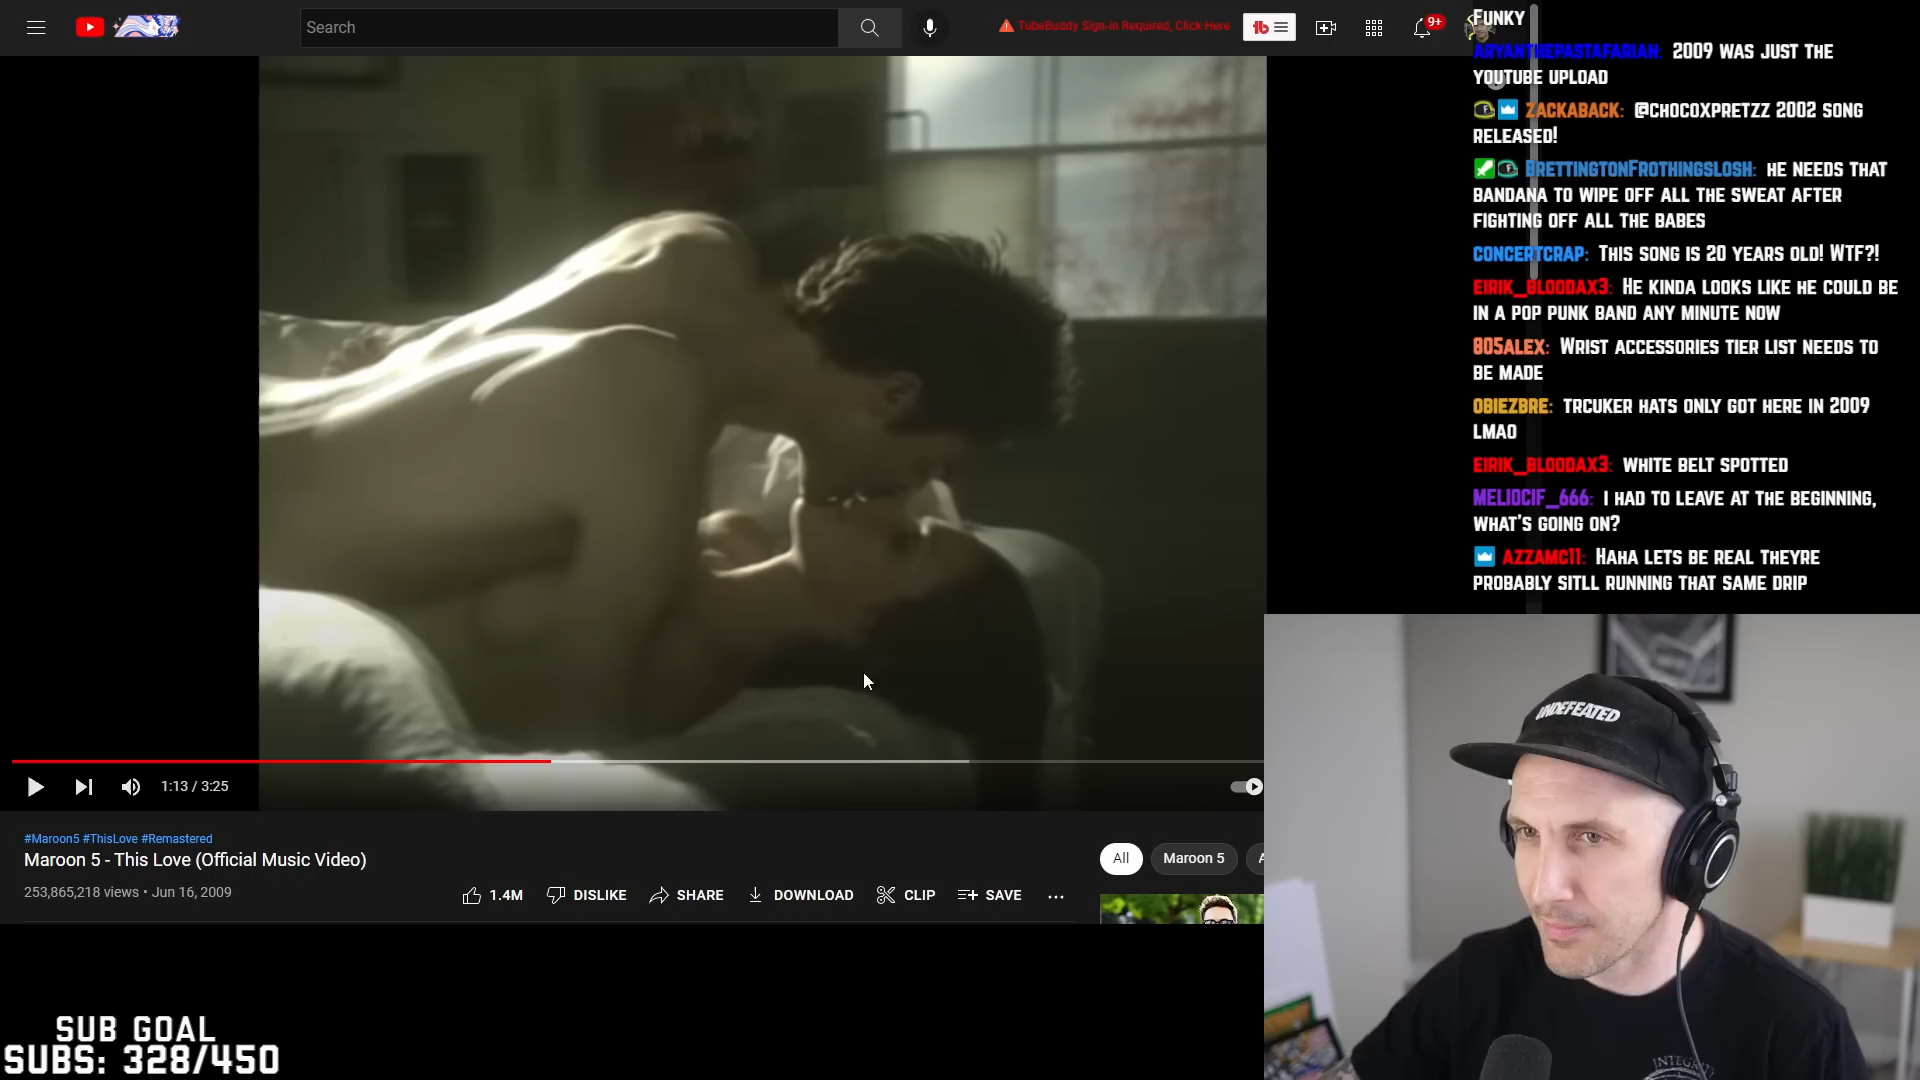 Search
TubeBuddy Sign-in Required, Click Here
9+
Funky
AryanThePastafarian: 2009 was just the
YouTube upload
Zackaback: @chocoxpretzz 2002 song
released!
BrettingtonFrothingslosh: he needs that
bandana to wipe off all the sweat after
fighting off all the babes
concertcrap: This song is 20 years old! WTF?!
eirik_bloodax3: He kinda looks like he could be
in a pop punk band any minute now
805alex: Wrist accessories tier list needs to
be made
obiezbre: trcuker hats only got here in 2009
lmao
eirik_bloodax3: white belt spotted
meliocif_666: i had to leave at the beginning,
what's going on?
azzamc11: Haha lets be real theyre
probably sitll running that same drip
UNDEFEATED
1:13 / 3:25
#Maroon5 #ThisLove #Remastered
Maroon 5 - This Love (Official Music Video)
253,865,218 views • Jun 16, 2009
1.4M
DISLIKE
SHARE
DOWNLOAD
CLIP
SAVE
All
Maroon 5
A
INTEGRITY
SUB GOAL
SUBS: 328/450